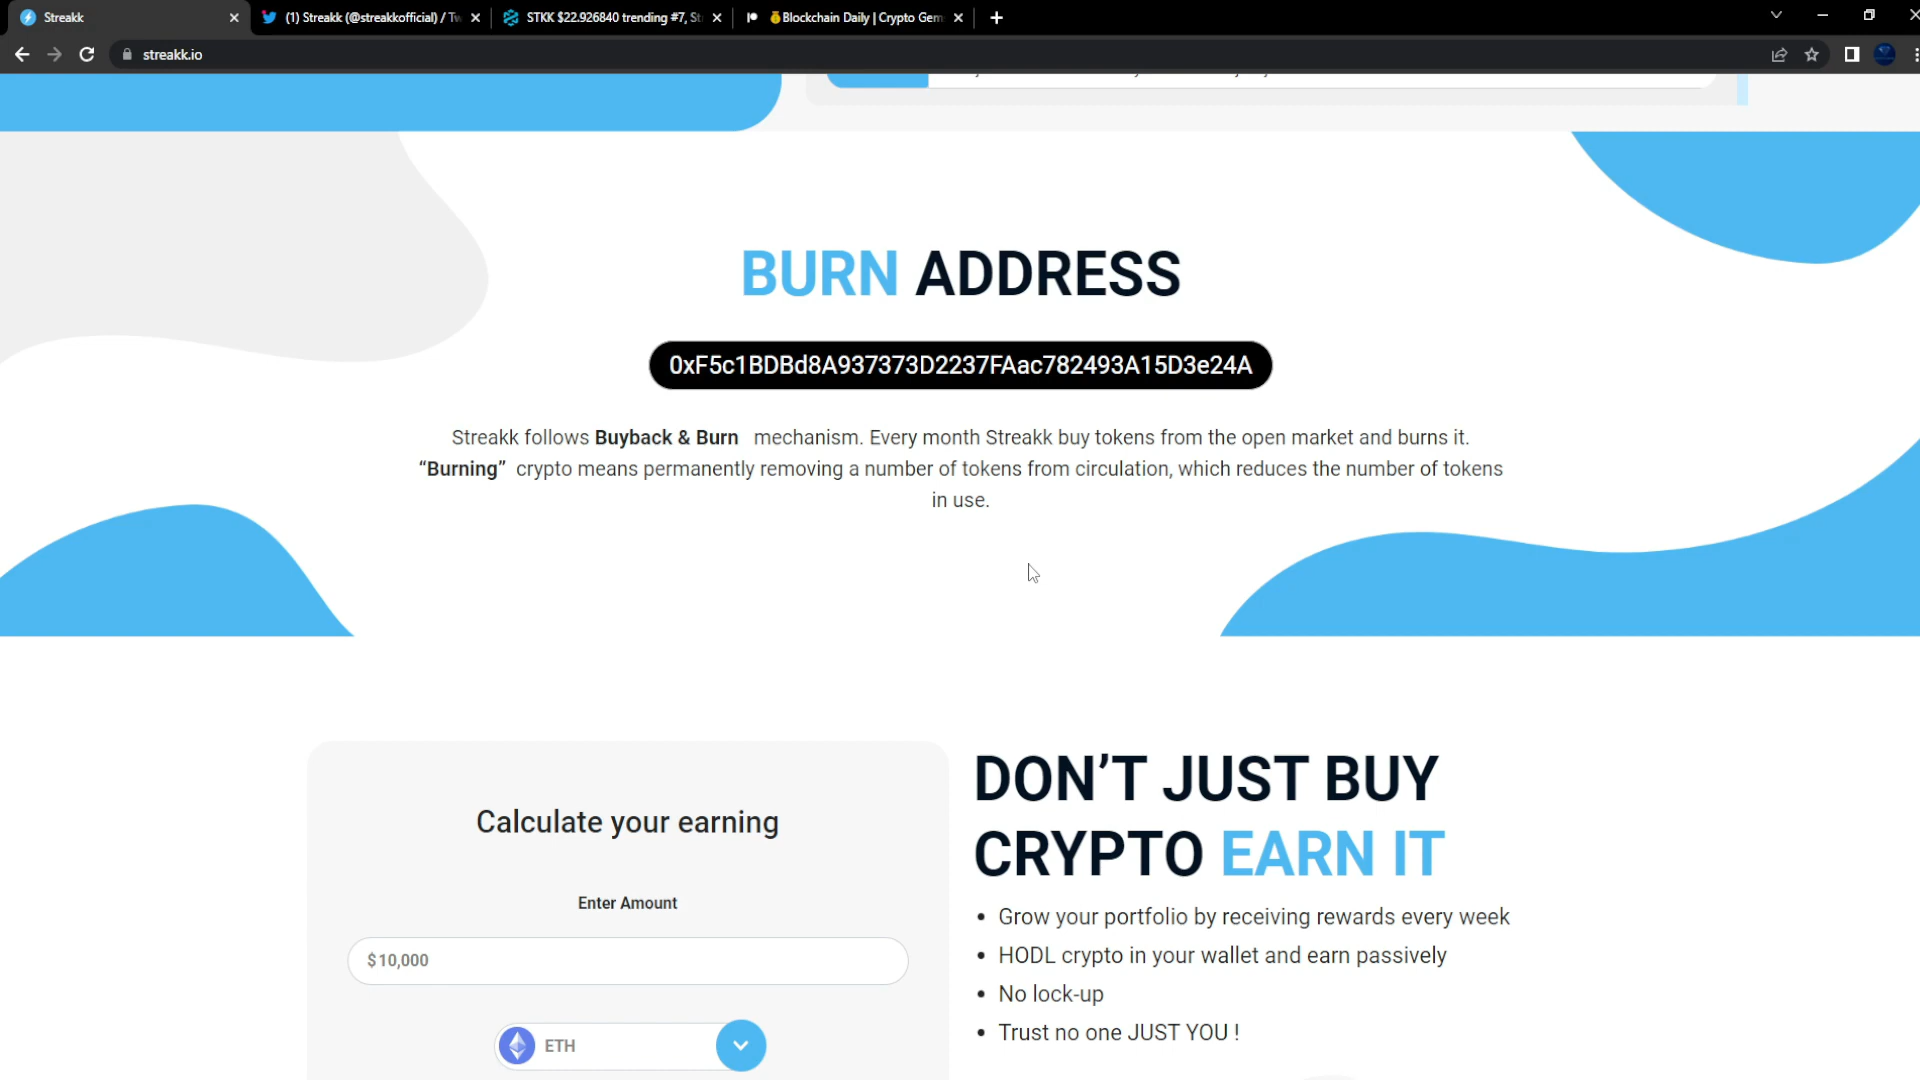 Streakk
(1) Streakk (@streakkofficial) / Tw
STKK $22.926840 trending #7, St
Blockchain Daily | Crypto Gem
streakk.io
BURN ADDRESS
0xF5c1BDBd8A937373D2237FAac782493A15D3e24A
Streakk follows Buyback & Burn mechanism. Every month Streakk buy tokens from the open market and burns it.
“Burning” crypto means permanently removing a number of tokens from circulation, which reduces the number of tokens
in use.
Calculate your earning
Enter Amount
$10,000
ETH
DON’T JUST BUY
CRYPTO EARN IT
• Grow your portfolio by receiving rewards every week
• HODL crypto in your wallet and earn passively
• No lock-up
• Trust no one JUST YOU !